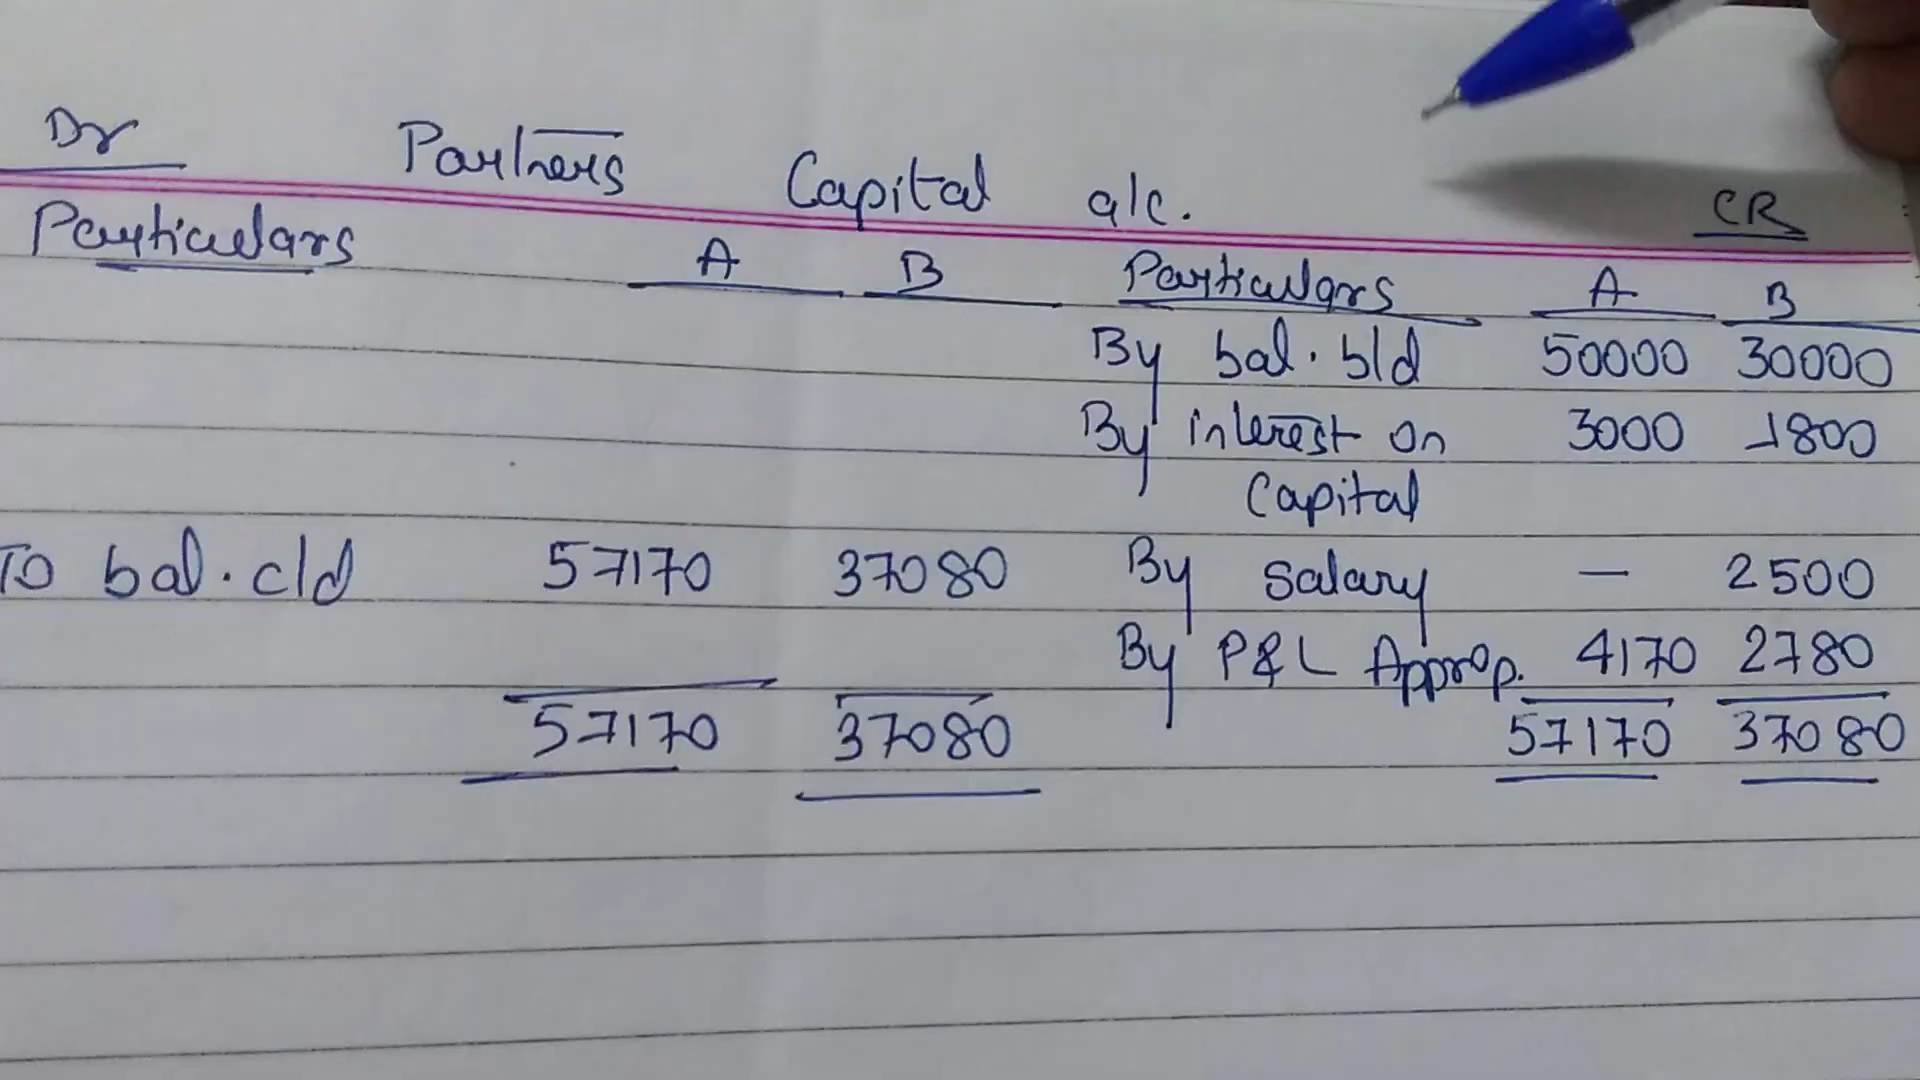 Dr Partners Capital a/c. CR
Particulars A B Particulars A B
By bal. b/d 50000 30000
By interest on 3000 1800
Capital
To bal. c/d 57170 37080 By Salary — 2500
By P&L Approp. 4170 2780
57170 37080 57170 37080